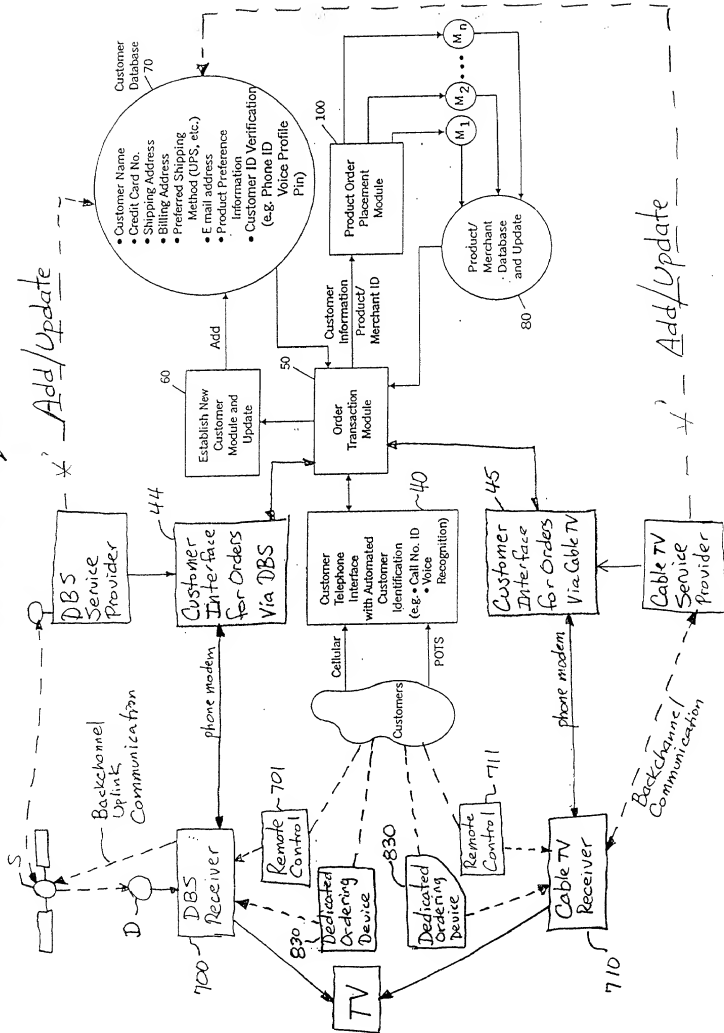 S
Backchannel
Uplink
Communication
D
DBS
Service
Provider
* - Add/Update
Customer
Database
70
• Customer Name
• Credit Card No.
• Shipping Address
• Billing Address
• Preferred Shipping
Method (UPS, etc.)
• E mail address
• Product Preference
Information
• Customer ID Verification
(e.g. Phone ID
Voice Profile
Pin)
700
DBS
Receiver
phone modem
44
Customer
Interface
for Orders
Via DBS
60
Establish New
Customer
Module and
Update
Add
Remote
Control
701
830
Dedicated
Ordering
Device
TV
Customers
Cellular
POTS
Customer
Telephone
Interface
with Automated
Customer
Identification
(e.g. • Call No. ID
• Voice
Recognition)
40
50
Order
Transaction
Module
Customer
Information
Product/
Merchant ID
100
Product Order
Placement
Module
830
Dedicated
Ordering
Device
Remote
Control
711
M1
M2
• • •
Mn
Product/
Merchant
Database
and Update
80
710
Cable TV
Receiver
phone modem
45
Customer
Interface
for Orders
Via Cable TV
Backchannel
Communication
Cable TV
Service
Provider
*' - Add/Update